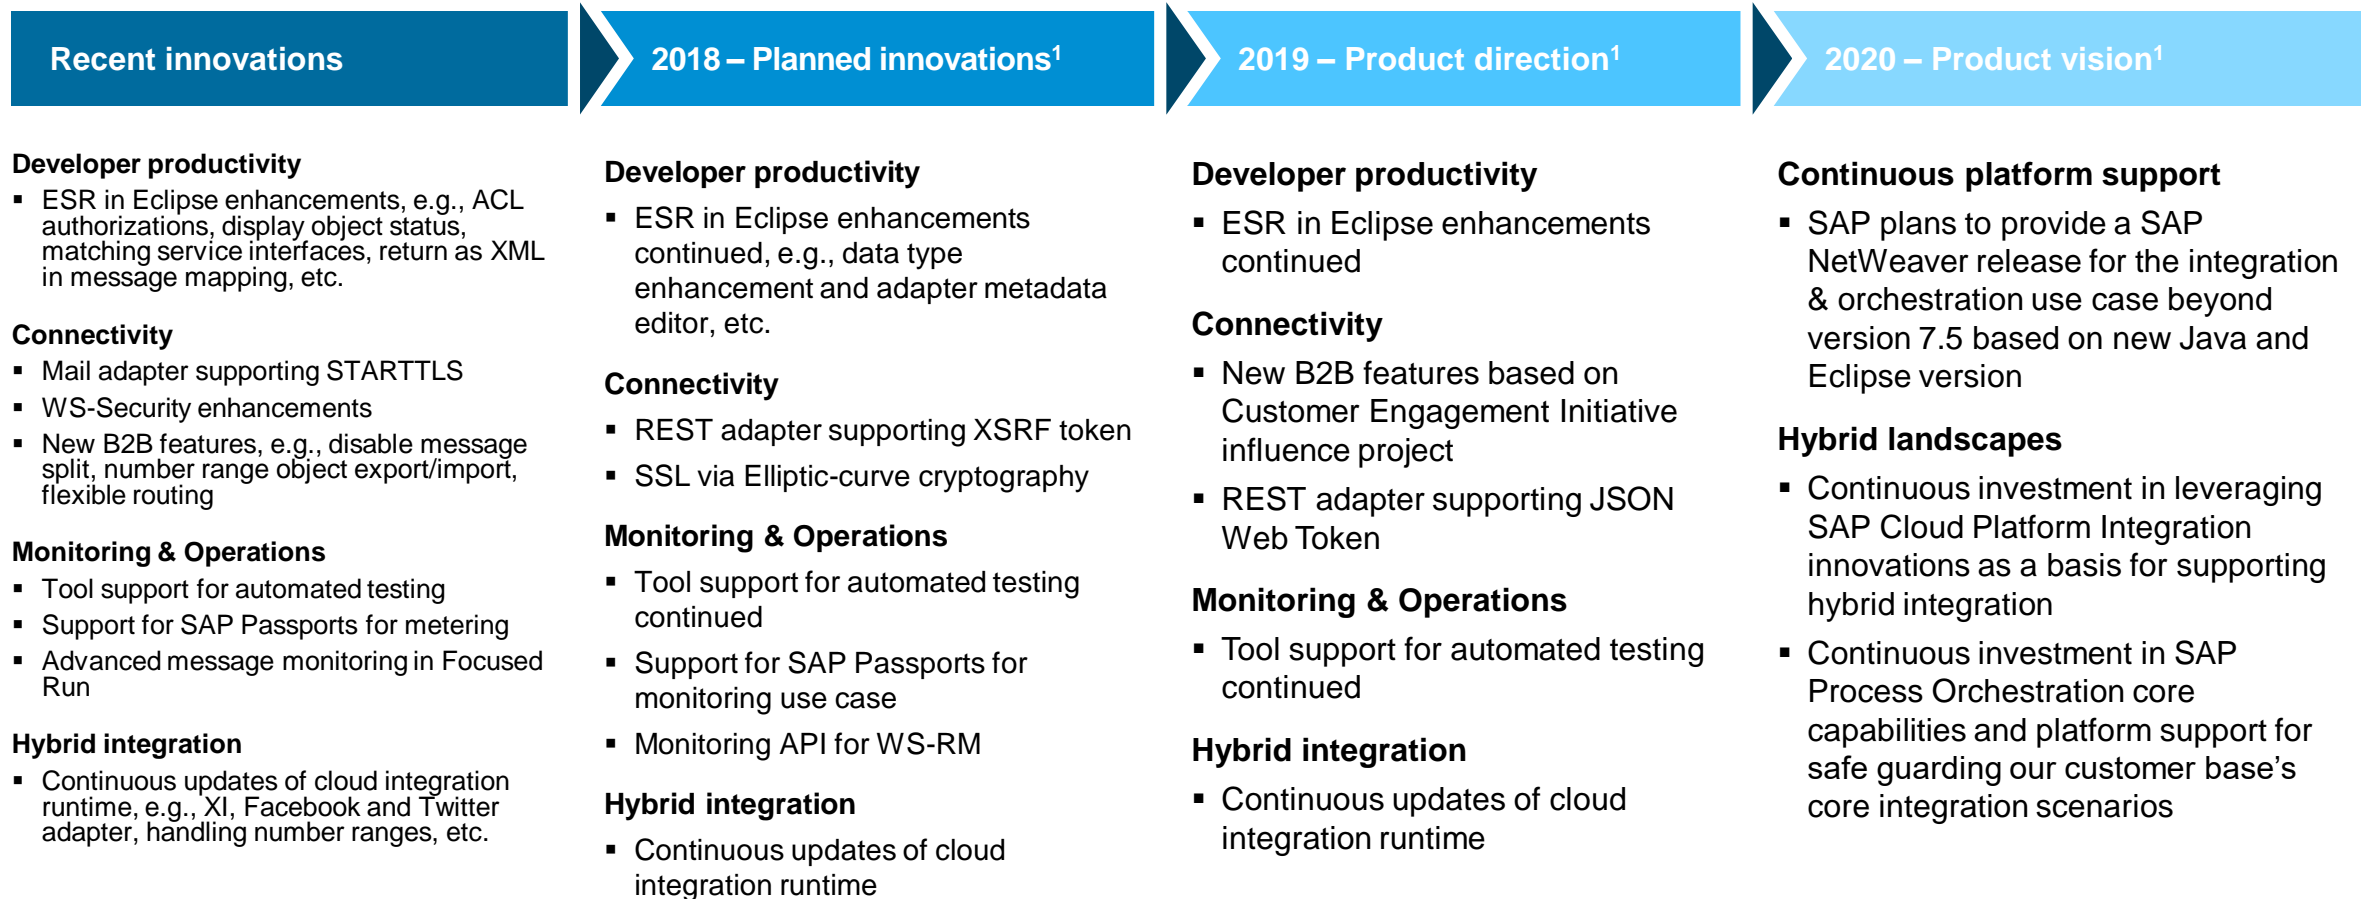 Recent innovations
2018 – Planned innovations¹
2019 – Product direction¹
2020 – Product vision¹
Developer productivity
▪ ESR in Eclipse enhancements, e.g., ACL
authorizations, display object status,
matching service interfaces, return as XML
in message mapping, etc.
Connectivity
▪ Mail adapter supporting STARTTLS
▪ WS-Security enhancements
▪ New B2B features, e.g., disable message
split, number range object export/import,
flexible routing
Monitoring & Operations
▪ Tool support for automated testing
▪ Support for SAP Passports for metering
▪ Advanced message monitoring in Focused
Run
Hybrid integration
▪ Continuous updates of cloud integration
runtime, e.g., XI, Facebook and Twitter
adapter, handling number ranges, etc.
Developer productivity
▪ ESR in Eclipse enhancements
continued, e.g., data type
enhancement and adapter metadata
editor, etc.
Connectivity
▪ REST adapter supporting XSRF token
▪ SSL via Elliptic-curve cryptography
Monitoring & Operations
▪ Tool support for automated testing
continued
▪ Support for SAP Passports for
monitoring use case
▪ Monitoring API for WS-RM
Hybrid integration
▪ Continuous updates of cloud
integration runtime
Developer productivity
▪ ESR in Eclipse enhancements
continued
Connectivity
▪ New B2B features based on
Customer Engagement Initiative
influence project
▪ REST adapter supporting JSON
Web Token
Monitoring & Operations
▪ Tool support for automated testing
continued
Hybrid integration
▪ Continuous updates of cloud
integration runtime
Continuous platform support
▪ SAP plans to provide a SAP
NetWeaver release for the integration
& orchestration use case beyond
version 7.5 based on new Java and
Eclipse version
Hybrid landscapes
▪ Continuous investment in leveraging
SAP Cloud Platform Integration
innovations as a basis for supporting
hybrid integration
▪ Continuous investment in SAP
Process Orchestration core
capabilities and platform support for
safe guarding our customer base’s
core integration scenarios